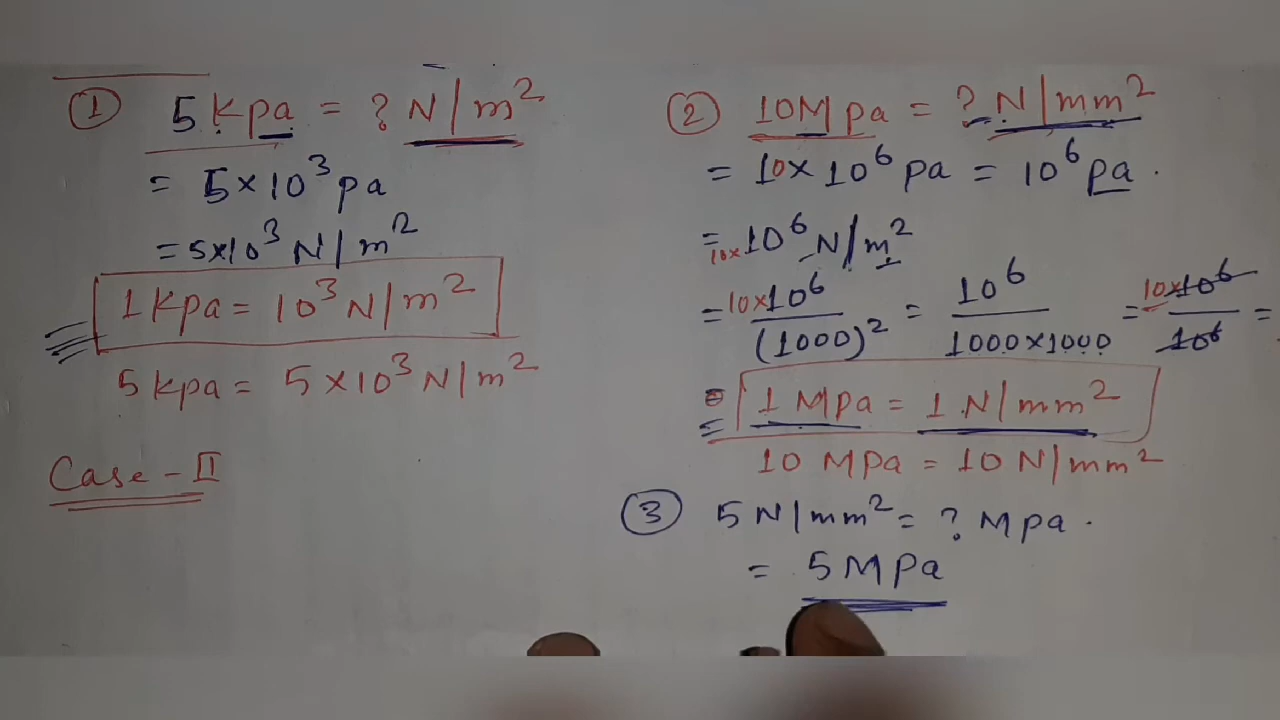 ① 5 kpa = ? N/m²
= 5×10³ pa
= 5×10³ N/m²
1 Kpa = 10³ N/m²
5 kpa = 5×10³ N/m²
Case - II
② 10 Mpa = ? N/mm²
= 10×10⁶ pa = 10⁶ pa.
= 10×10⁶ N/m²
= 10×10⁶/(1000)² = 10⁶/1000×1000 = 10×10⁶/10⁶ =
= 1 Mpa = 1 N/mm²
10 MPa = 10 N/mm²
③ 5 N/mm² = ? Mpa.
= 5 MPa